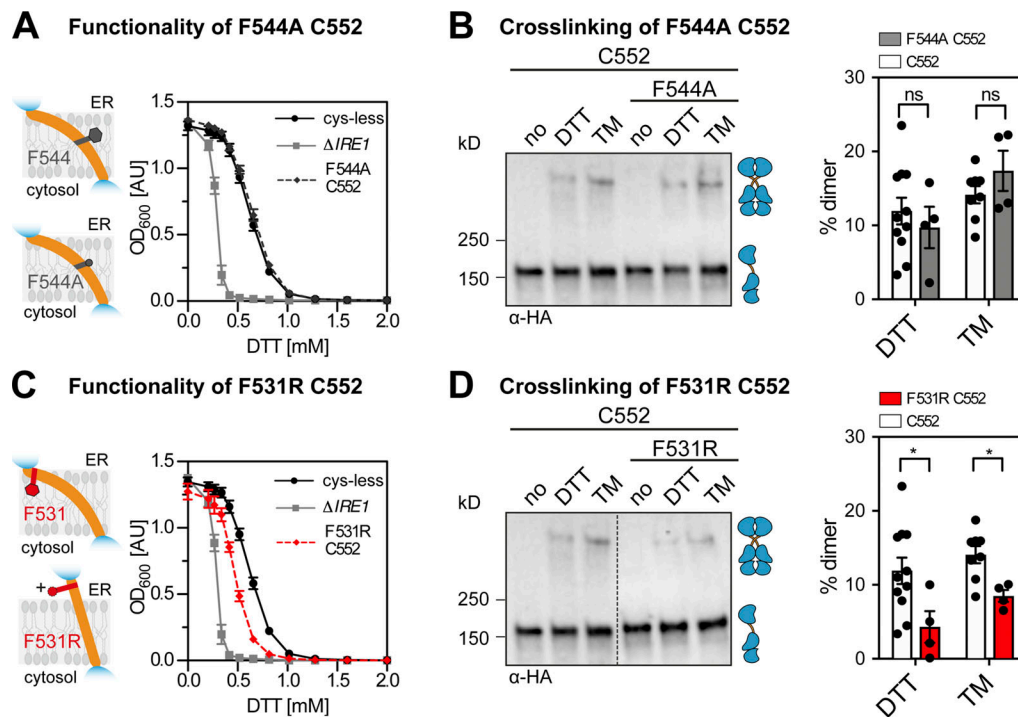 A Functionality of F544A C552
ER
F544
cytosol
ER
F544A
cytosol
OD600 [AU]
1.5
1.0
0.5
0.0
cys-less
ΔIRE1
F544A
C552
0.0 0.5 1.0 1.5 2.0
DTT [mM]
B Crosslinking of F544A C552
C552
F544A
no DTT TM no DTT TM
kD
250
150
α-HA
F544A C552
C552
% dimer
30
20
10
0
ns ns
DTT TM
C Functionality of F531R C552
ER
F531
cytosol
+ ER
F531R
cytosol
OD600 [AU]
1.5
1.0
0.5
0.0
cys-less
ΔIRE1
F531R
C552
0.0 0.5 1.0 1.5 2.0
DTT [mM]
D Crosslinking of F531R C552
C552
F531R
no DTT TM no DTT TM
kD
250
150
α-HA
F531R C552
C552
% dimer
30
20
10
0
* *
DTT TM